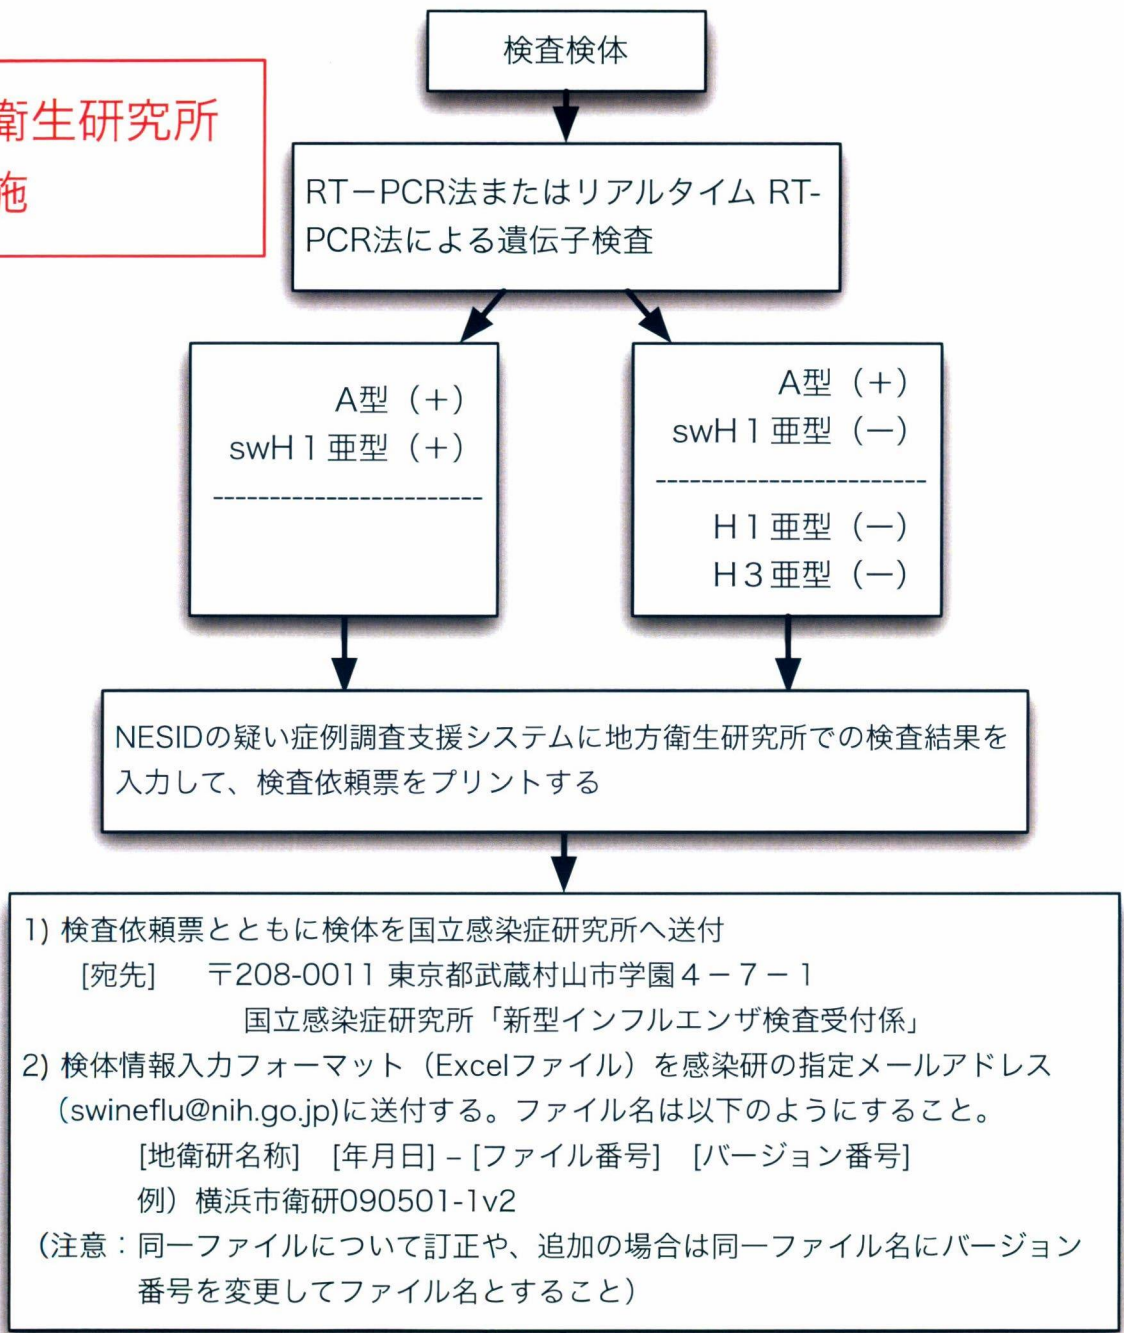 検査検体
衛生研究所
施
RT－PCR法またはリアルタイム RT-
PCR法による遺伝子検査
A型（＋）
swH１亜型（＋）
------------------------
A型（＋）
swH１亜型（－）
------------------------
H１亜型（－）
H３亜型（－）
NESIDの疑い症例調査支援システムに地方衛生研究所での検査結果を
入力して、検査依頼票をプリントする
1) 検査依頼票とともに検体を国立感染症研究所へ送付
[宛先]　〒208-0011 東京都武蔵村山市学園４－７－１
国立感染症研究所「新型インフルエンザ検査受付係」
2) 検体情報入力フォーマット（Excelファイル）を感染研の指定メールアドレス
（swineflu@nih.go.jp)に送付する。ファイル名は以下のようにすること。
[地衛研名称]　[年月日] – [ファイル番号]　[バージョン番号]
例）横浜市衛研090501-1v2
（注意：同一ファイルについて訂正や、追加の場合は同一ファイル名にバージョン
番号を変更してファイル名とすること）